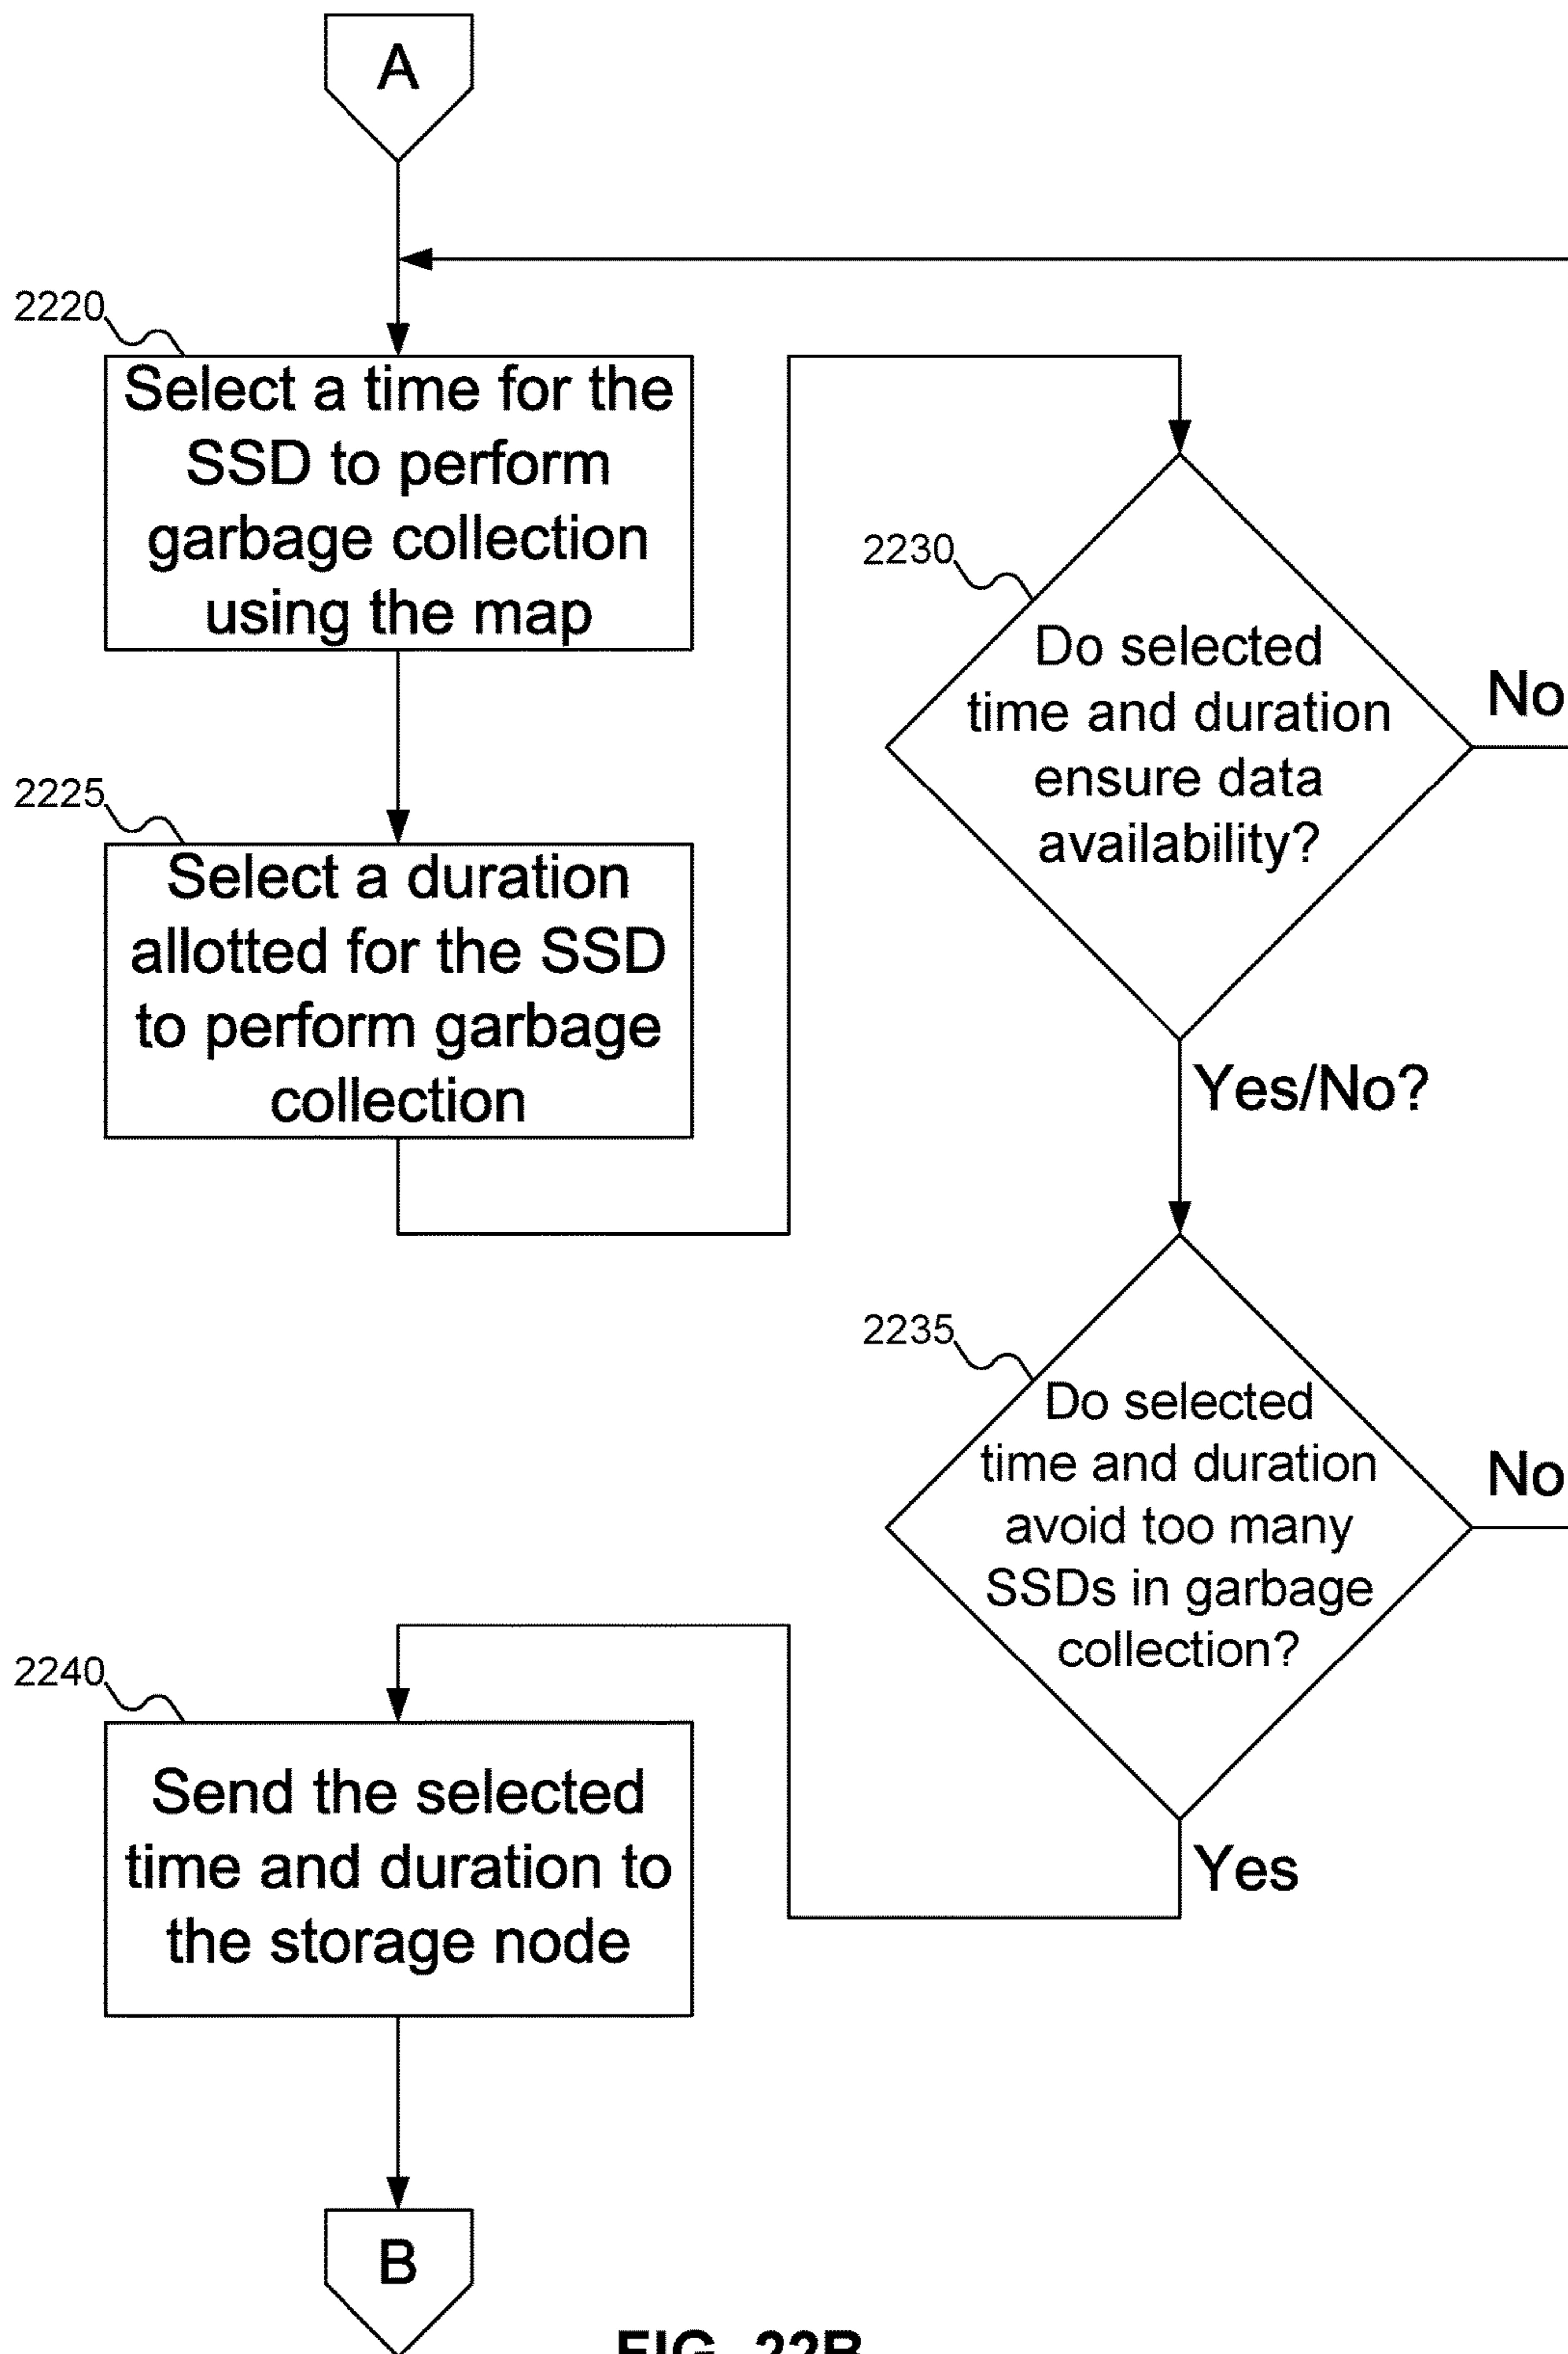 A
2220
Select a time for the
SSD to perform
garbage collection
using the map
2225
Select a duration
allotted for the SSD
to perform garbage
collection
2230
Do selected
time and duration
ensure data
availability?
No
Yes/No?
2235
Do selected
time and duration
avoid too many
SSDs in garbage
collection?
No
Yes
2240
Send the selected
time and duration to
the storage node
B
FIG. 22B